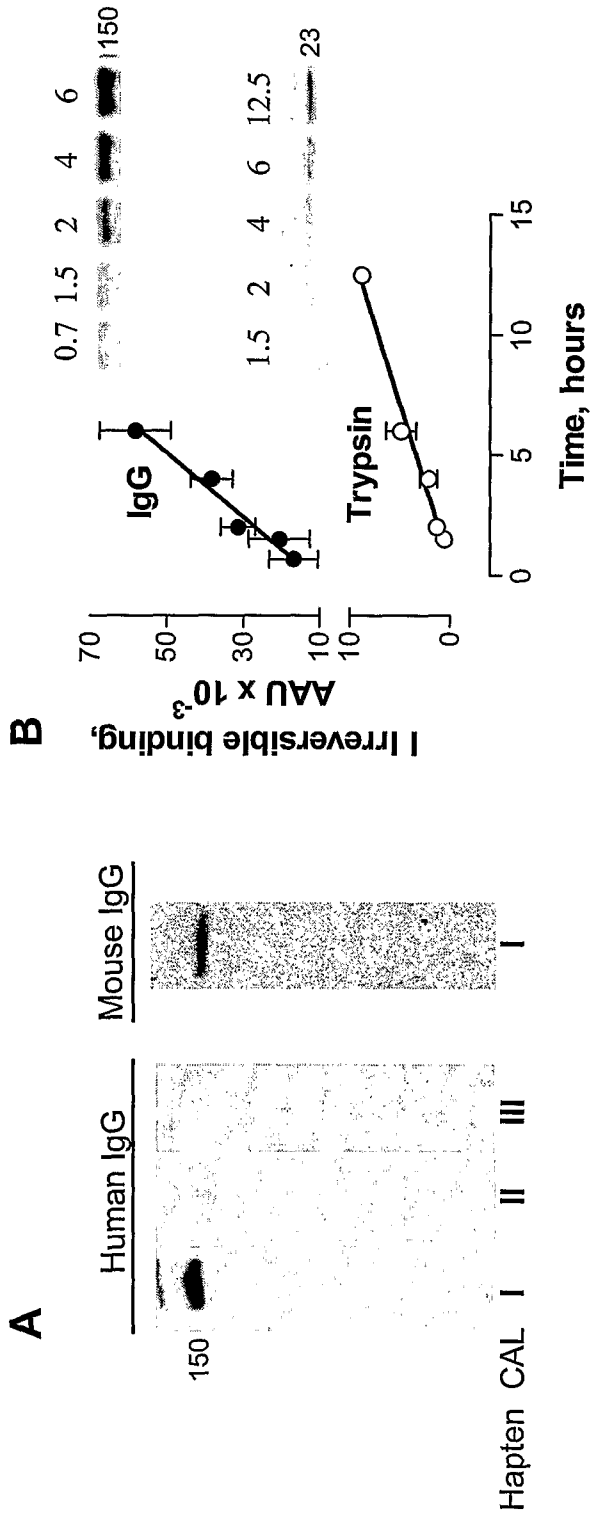 A
Human IgG
Mouse IgG
150
Hapten CAL I II III I
B
I Irreversible binding,
AAU x 10-3
70
50
30
10
10
0
IgG
Trypsin
0.7 1.5 2 4 6
150
1.5 2 4 6 12.5
23
0 5 10 15
Time, hours